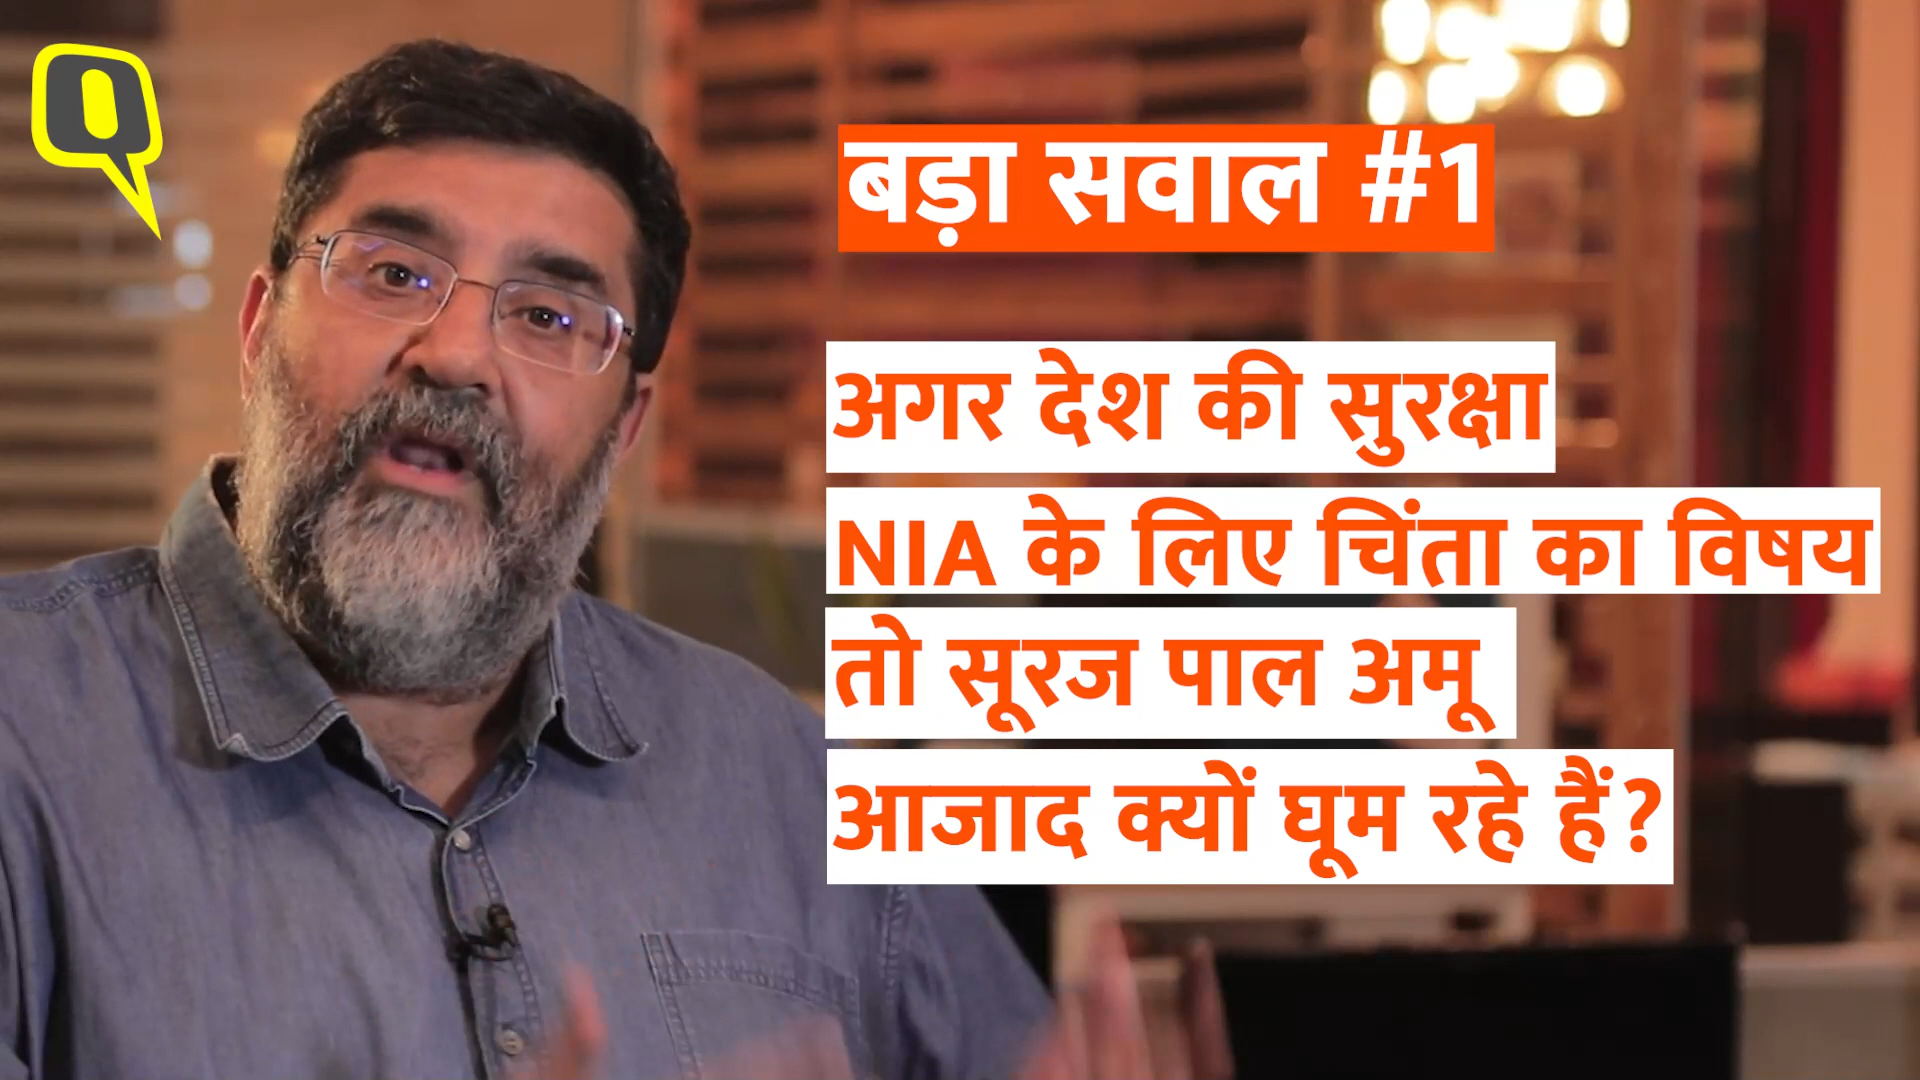 Q
बड़ा सवाल #1
अगर देश की सुरक्षा
NIA के लिए चिंता का विषय
तो सूरज पाल अमू
आजाद क्यों घूम रहे हैं?